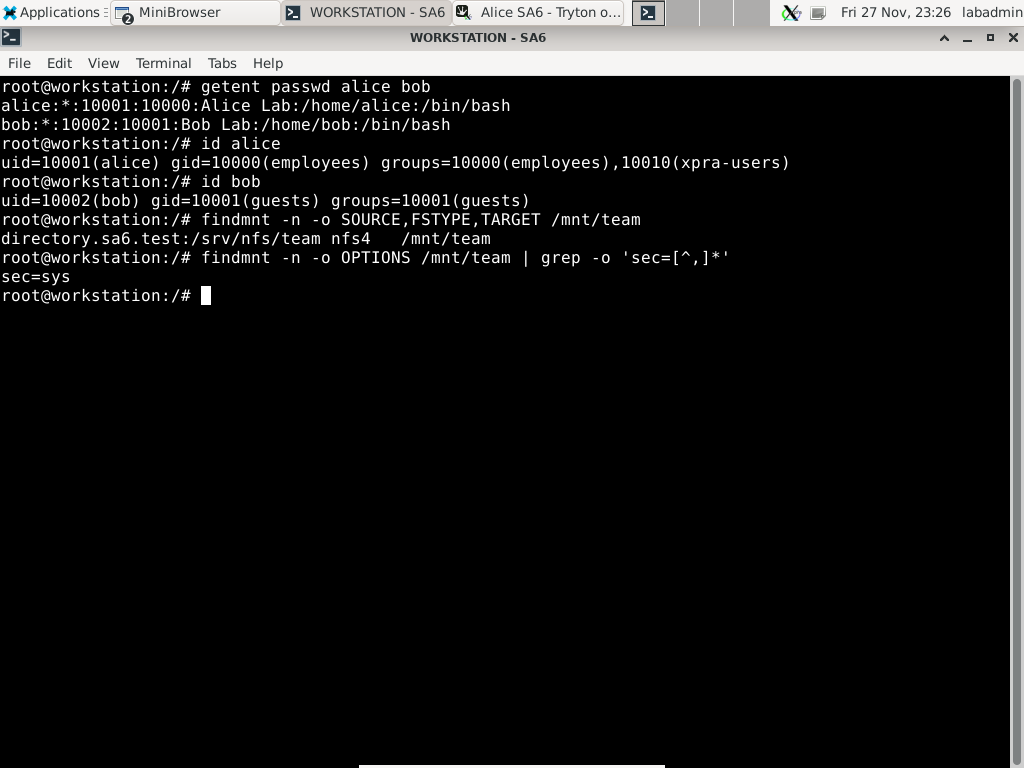 Applications
2 MiniBrowser
WORKSTATION - SA6
Alice SA6 - Tryton o...
Fri 27 Nov, 23:26
labadmin
WORKSTATION - SA6
File Edit View Terminal Tabs Help
root@workstation:/# getent passwd alice bob
alice:*:10001:10000:Alice Lab:/home/alice:/bin/bash
bob:*:10002:10001:Bob Lab:/home/bob:/bin/bash
root@workstation:/# id alice
uid=10001(alice) gid=10000(employees) groups=10000(employees),10010(xpra-users)
root@workstation:/# id bob
uid=10002(bob) gid=10001(guests) groups=10001(guests)
root@workstation:/# findmnt -n -o SOURCE,FSTYPE,TARGET /mnt/team
directory.sa6.test:/srv/nfs/team nfs4   /mnt/team
root@workstation:/# findmnt -n -o OPTIONS /mnt/team | grep -o 'sec=[^,]*'
sec=sys
root@workstation:/#